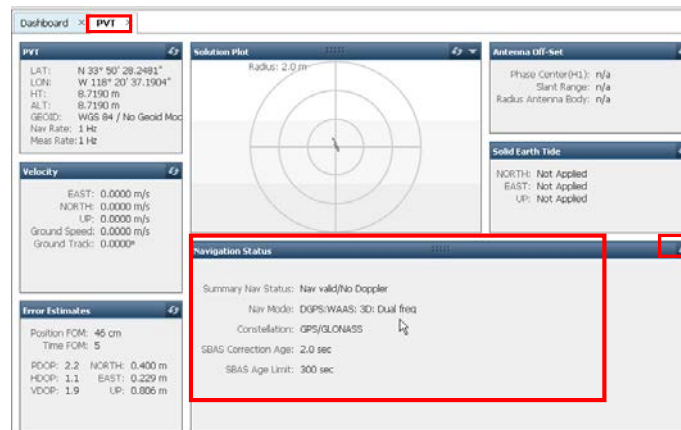 Dashboard × PVT ×
PVT
LAT: N 33° 50' 28.2481"
LON: W 118° 20' 37.1904"
HT: 8.7190 m
ALT: 8.7190 m
GEOID: WGS 84 / No Geoid Moc
Nav Rate: 1 Hz
Meas Rate: 1 Hz
Solution Plot
Radius: 2.0 m
Antenna Off-Set
Phase Center(H1): n/a
Slant Range: n/a
Radius Antenna Body: n/a
Velocity
EAST: 0.0000 m/s
NORTH: 0.0000 m/s
UP: 0.0000 m/s
Ground Speed: 0.0000 m/s
Ground Track: 0.0000°
Solid Earth Tide
NORTH: Not Applied
EAST: Not Applied
UP: Not Applied
Navigation Status
Summary Nav Status: Nav valid/No Doppler
Nav Mode: DGPS:WAAS: 3D: Dual freq
Constellation: GPS/GLONASS
SBAS Correction Age: 2.0 sec
SBAS Age Limit: 300 sec
Error Estimates
Position FOM: 46 cm
Time FOM: 5
PDOP: 2.2 NORTH: 0.400 m
HDOP: 1.1 EAST: 0.229 m
VDOP: 1.9 UP: 0.806 m